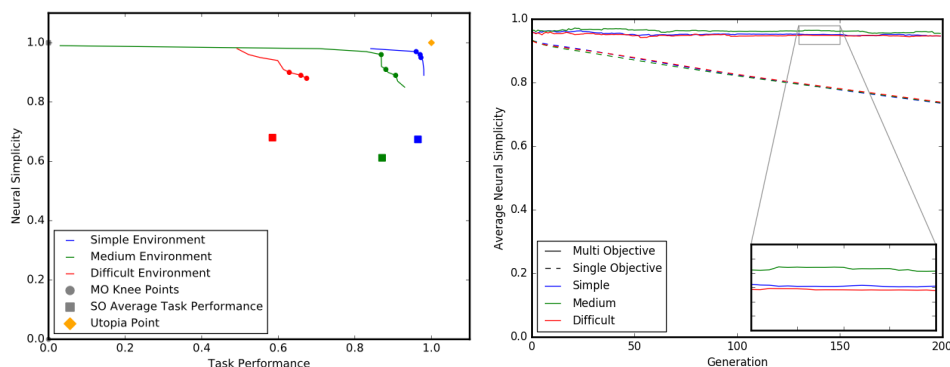 1.0
0.8
0.6
0.4
0.2
0.0
Neural Simplicity
Simple Environment
Medium Environment
Difficult Environment
MO Knee Points
SO Average Task Performance
Utopia Point
0.0 0.2 0.4 0.6 0.8 1.0
Task Performance
1.0
0.8
0.6
0.4
0.2
0.0
Average Neural Simplicity
Multi Objective
Single Objective
Simple
Medium
Difficult
0 50 100 150 200
Generation